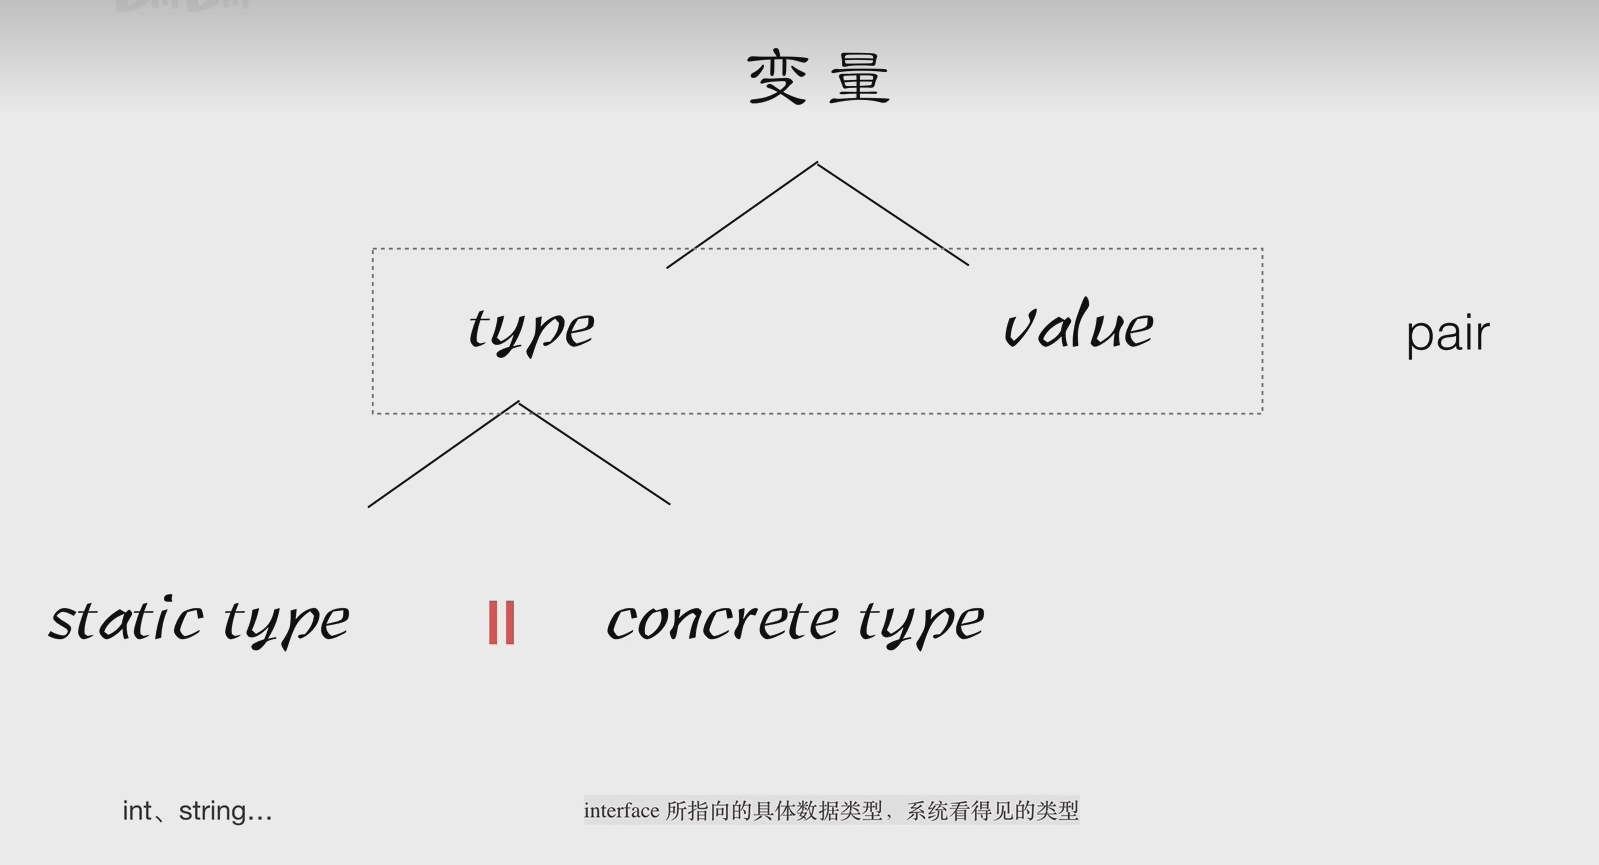 变量
type value pair
static type || concrete type
int、string... interface 所指向的具体数据类型，系统看得见的类型